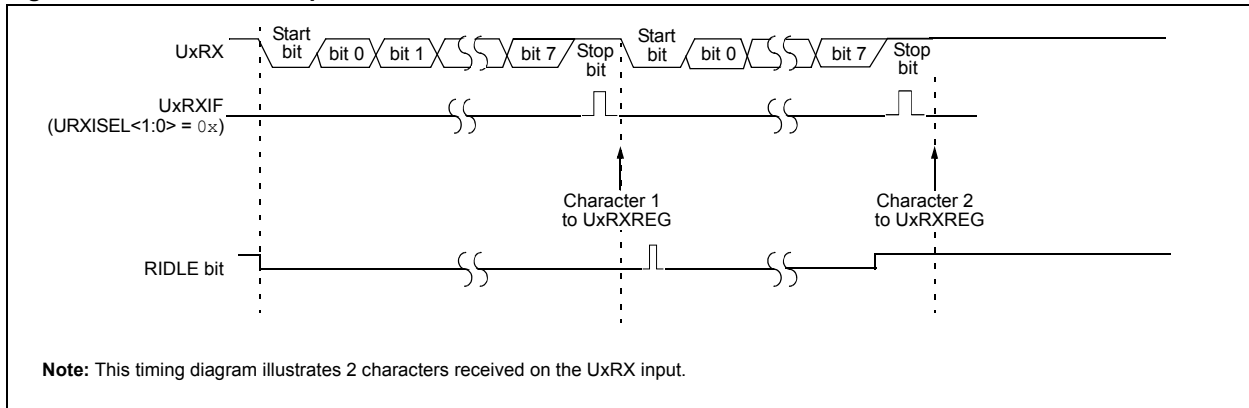 Start
bit
bit 0
bit 1
bit 7
Stop
bit
Start
bit
bit 0
bit 7
Stop
bit
UxRX
UxRXIF
(URXISEL<1:0> = 0x)
Character 1
to UxRXREG
Character 2
to UxRXREG
RIDLE bit
Note: This timing diagram illustrates 2 characters received on the UxRX input.